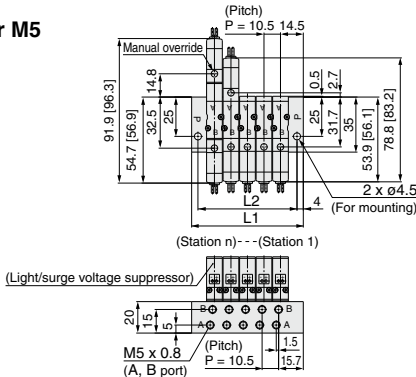 r M5
(Pitch)
P = 10.5 14.5
Manual override
14.8
0.5
2.7
91.9 [96.3]
54.7 [56.9]
32.5
25
25
31.7
35
53.9 [56.1]
78.8 [83.2]
P
P
A A A A
B B B B B
2 x ø4.5
(For mounting)
L2
4
L1
(Station n)---(Station 1)
(Light/surge voltage suppressor)
20
15
5
B B
A A
1.5
M5 x 0.8
(Pitch)
P = 10.5 15.7
(A, B port)